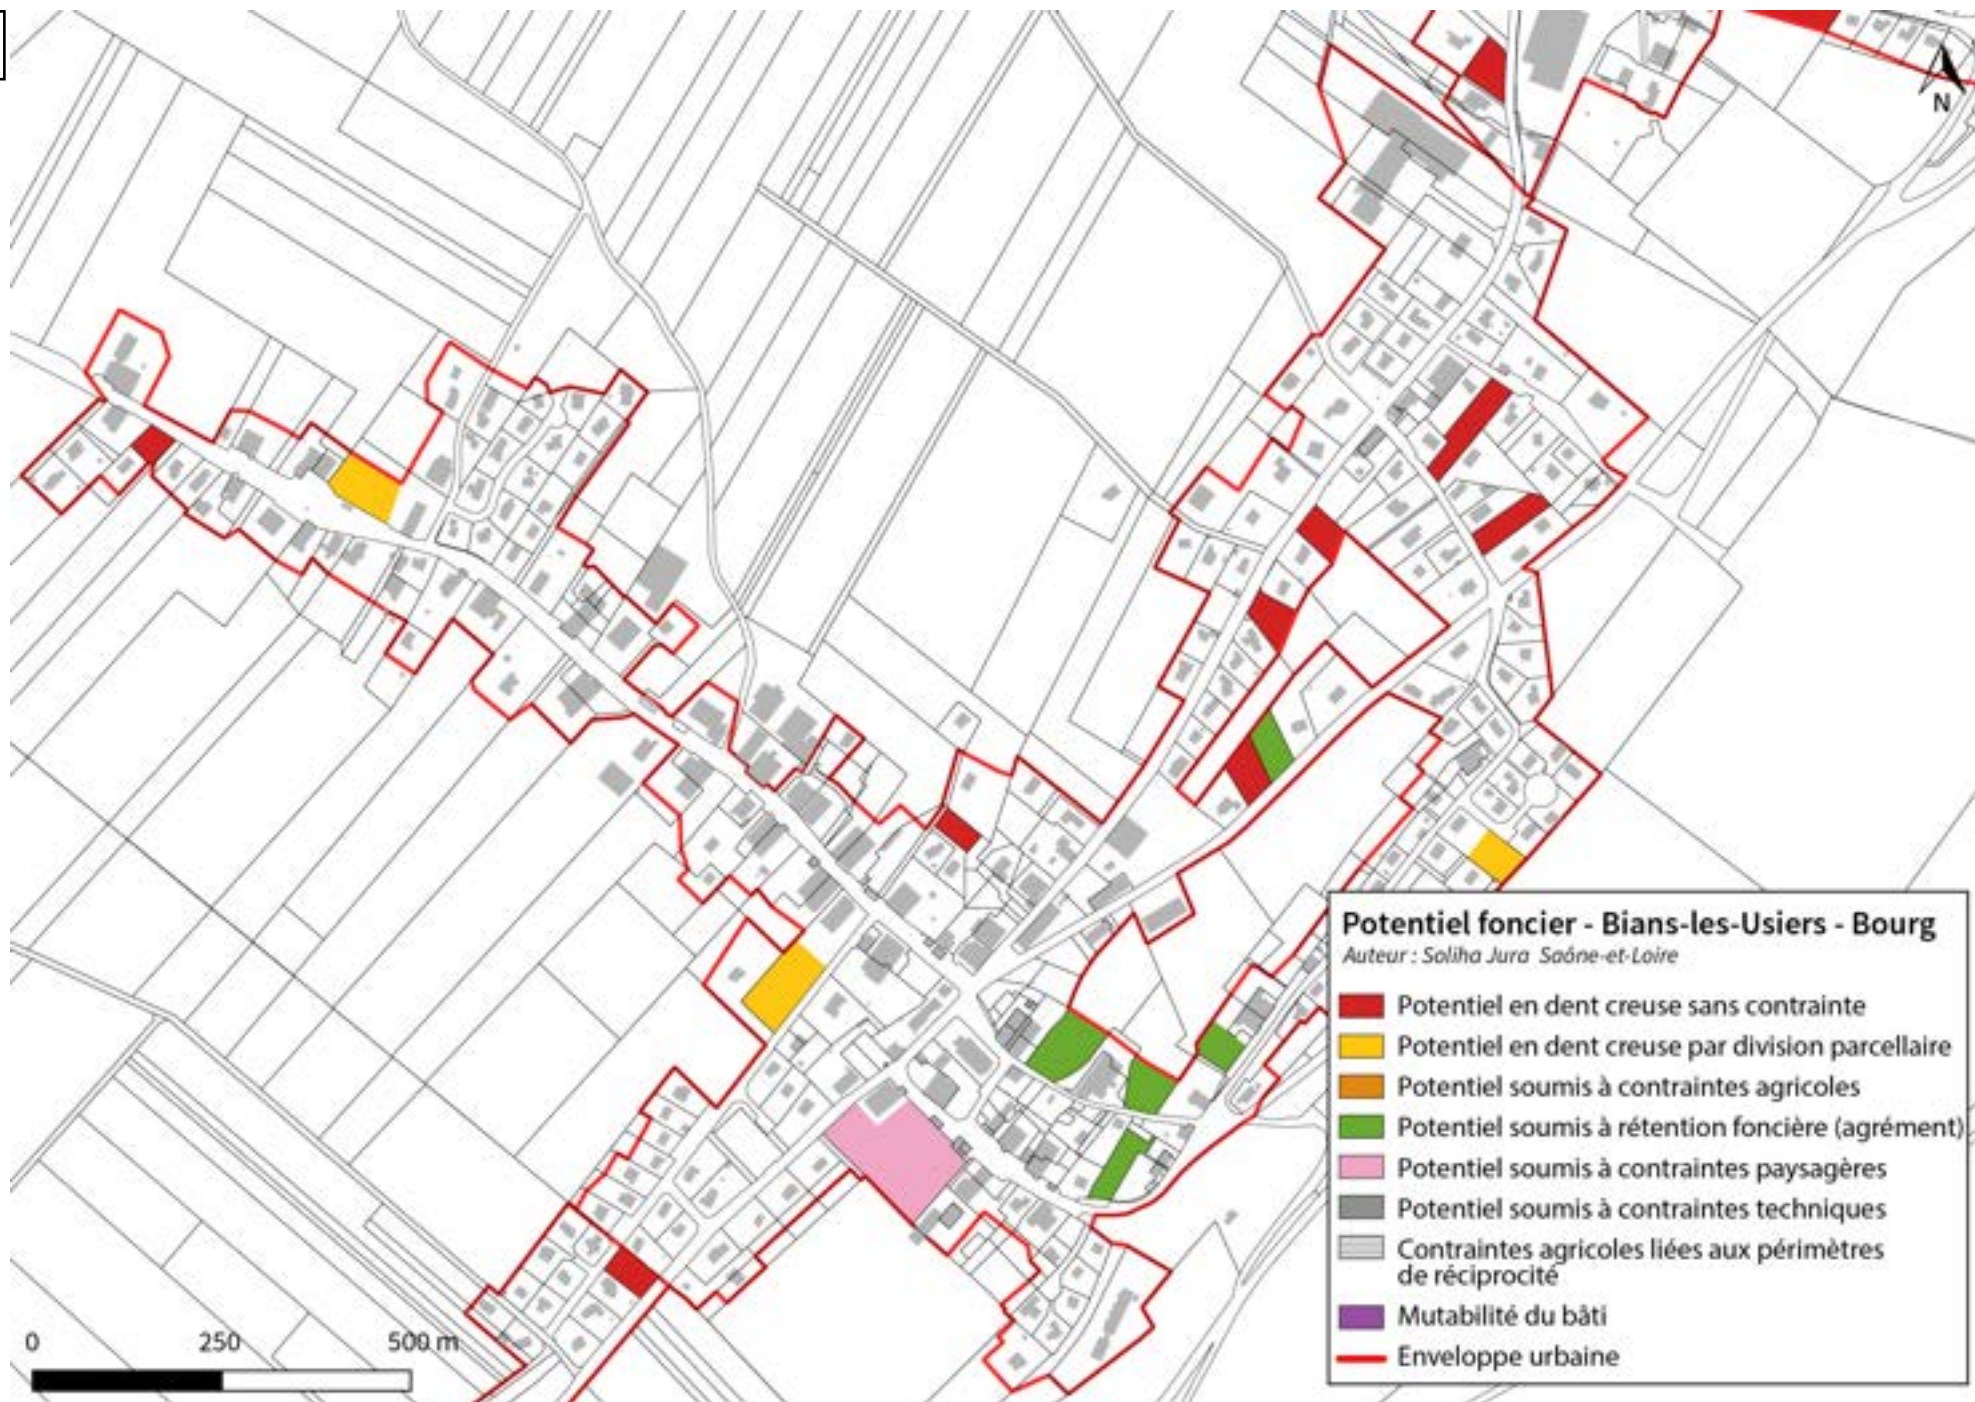 N
Potentiel foncier - Bians-les-Usiers - Bourg
Auteur : Soliha Jura Saône-et-Loire
Potentiel en dent creuse sans contrainte
Potentiel en dent creuse par division parcellaire
Potentiel soumis à contraintes agricoles
Potentiel soumis à rétention foncière (agrément)
Potentiel soumis à contraintes paysagères
Potentiel soumis à contraintes techniques
Contraintes agricoles liées aux périmètres
de réciprocité
Mutabilité du bâti
Enveloppe urbaine
0 250 500 m